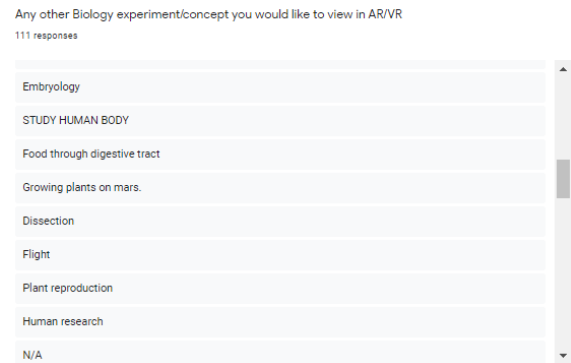 Any other Biology experiment/concept you would like to view in AR/VR
111 responses
Embryology
STUDY HUMAN BODY
Food through digestive tract
Growing plants on mars.
Dissection
Flight
Plant reproduction
Human research
N/A